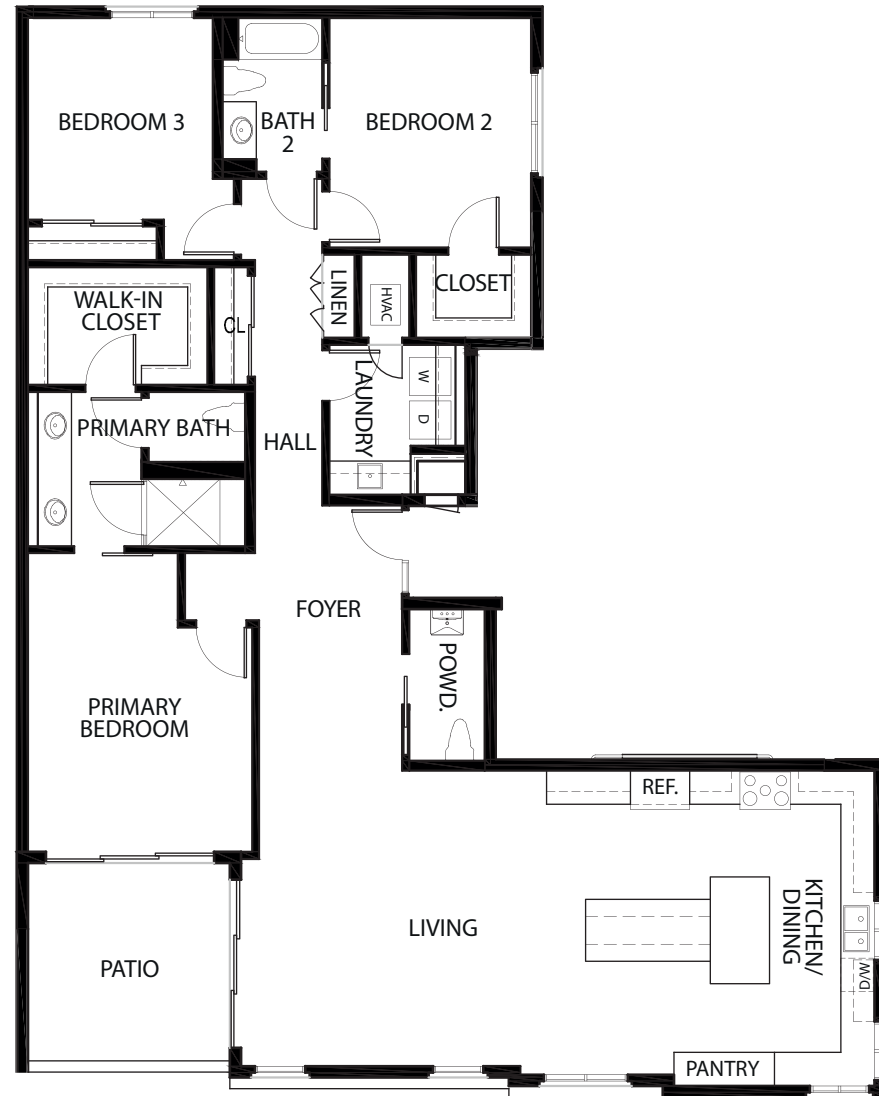 BEDROOM 3
BATH
2
BEDROOM 2
WALK-IN
CLOSET
CL
LINEN
HVAC
CLOSET
W
D
LAUNDRY
PRIMARY BATH
HALL
FOYER
POWD.
PRIMARY
BEDROOM
REF.
KITCHEN/
DINING
LIVING
D/W
PATIO
PANTRY